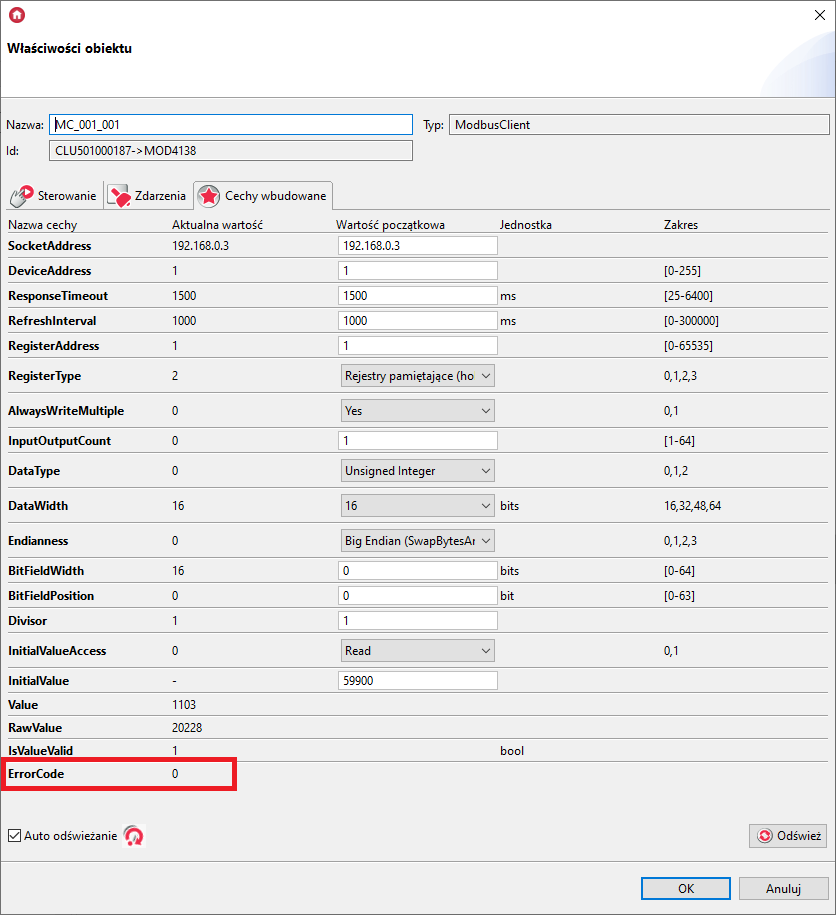 Właściwości obiektu
Nazwa: MC_001_001 Typ: ModbusClient
Id: CLU501000187->MOD4138
Sterowanie Zdarzenia Cechy wbudowane
Nazwa cechy Aktualna wartość Wartość początkowa Jednostka Zakres
SocketAddress 192.168.0.3 192.168.0.3
DeviceAddress 1 1 [0-255]
ResponseTimeout 1500 1500 ms [25-6400]
RefreshInterval 1000 1000 ms [0-300000]
RegisterAddress 1 1 [0-65535]
RegisterType 2 Rejestry pamiętające (ho 0,1,2,3
AlwaysWriteMultiple 0 Yes 0,1
InputOutputCount 0 1 [1-64]
DataType 0 Unsigned Integer 0,1,2
DataWidth 16 16 bits 16,32,48,64
Endianness 0 Big Endian (SwapBytesAr 0,1,2,3
BitFieldWidth 16 0 bits [0-64]
BitFieldPosition 0 0 bit [0-63]
Divisor 1 1
InitialValueAccess 0 Read 0,1
InitialValue - 59900
Value 1103
RawValue 20228
IsValueValid 1 bool
ErrorCode 0
Auto odświeżanie Odśwież
OK Anuluj